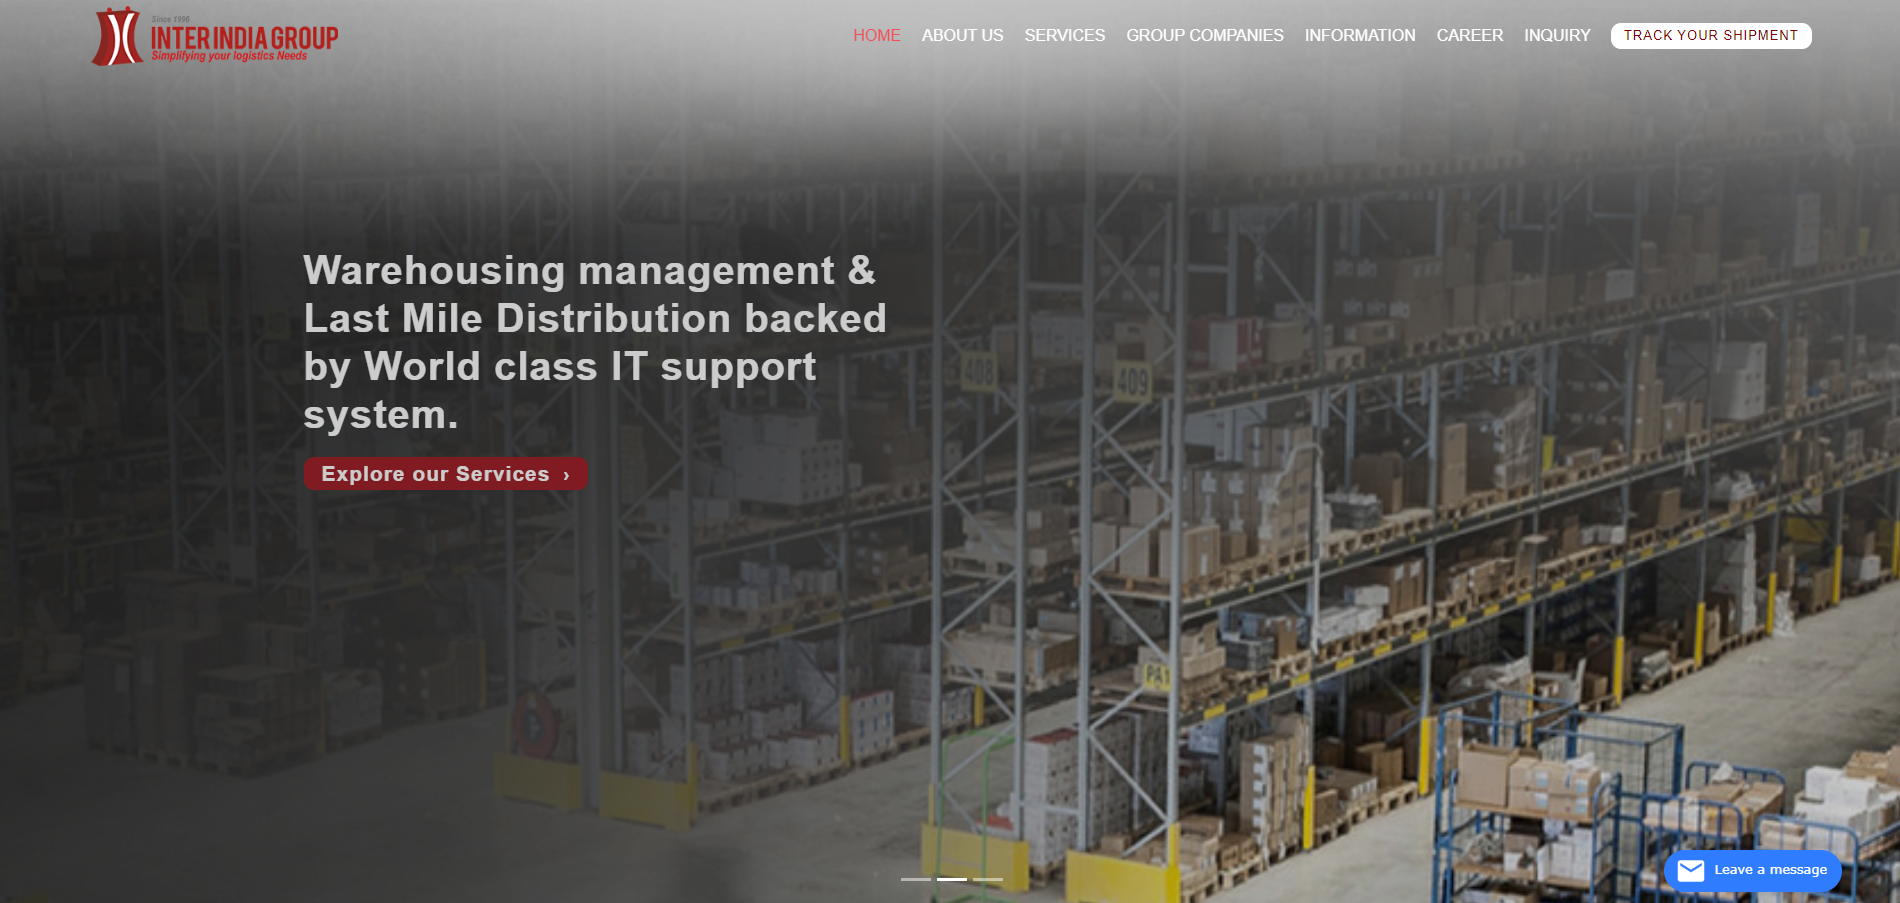 Since 1996
INTER INDIA GROUP
Simplifying your logistics Needs
HOME
ABOUT US
SERVICES
GROUP COMPANIES
INFORMATION
CAREER
INQUIRY
TRACK YOUR SHIPMENT
Warehousing management &
Last Mile Distribution backed
by World class IT support
system.
Explore our Services ›
408
409
PA1
Leave a message